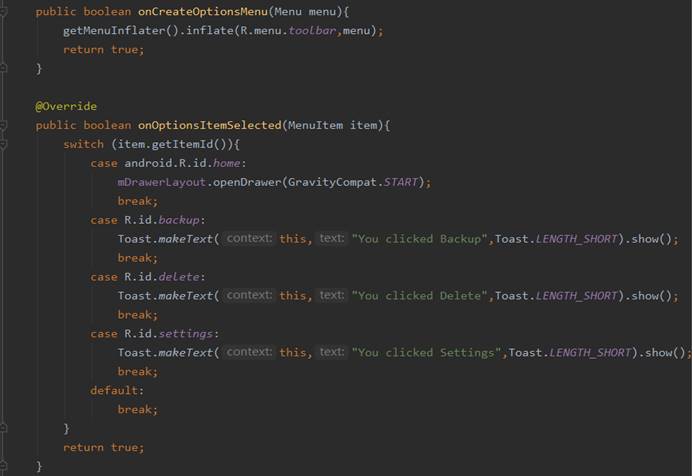 public boolean onCreateOptionsMenu(Menu menu){
getMenuInflater().inflate(R.menu.toolbar,menu);
return true;
}
@Override
public boolean onOptionsItemSelected(MenuItem item){
switch (item.getItemId()){
case android.R.id.home:
mDrawerLayout.openDrawer(GravityCompat.START);
break;
case R.id.backup:
Toast.makeText( context: this, text: "You clicked Backup",Toast.LENGTH_SHORT).show();
break;
case R.id.delete:
Toast.makeText( context: this, text: "You clicked Delete",Toast.LENGTH_SHORT).show();
break;
case R.id.settings:
Toast.makeText( context: this, text: "You clicked Settings",Toast.LENGTH_SHORT).show();
break;
default:
break;
}
return true;
}